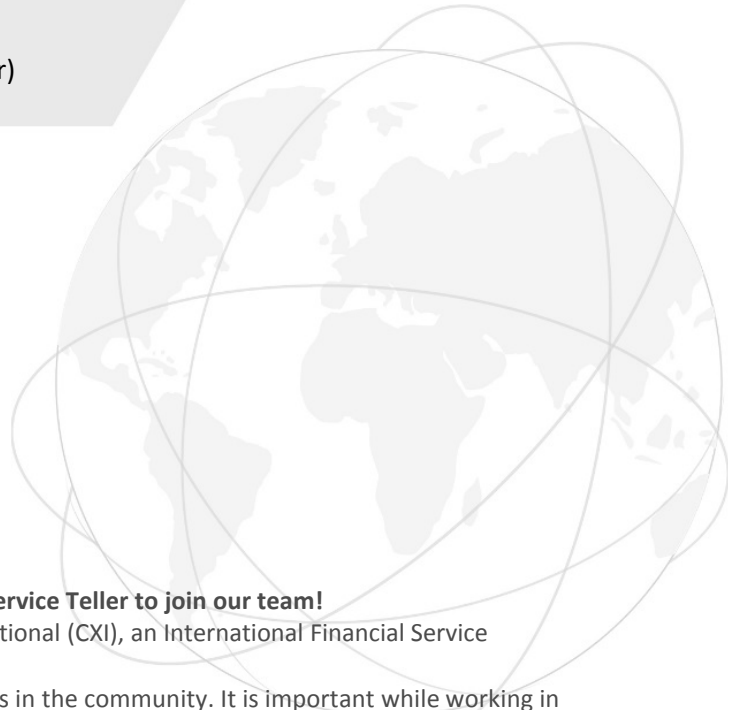 r)
ervice Teller to join our team!
tional (CXI), an International Financial Service
s in the community. It is important while working in